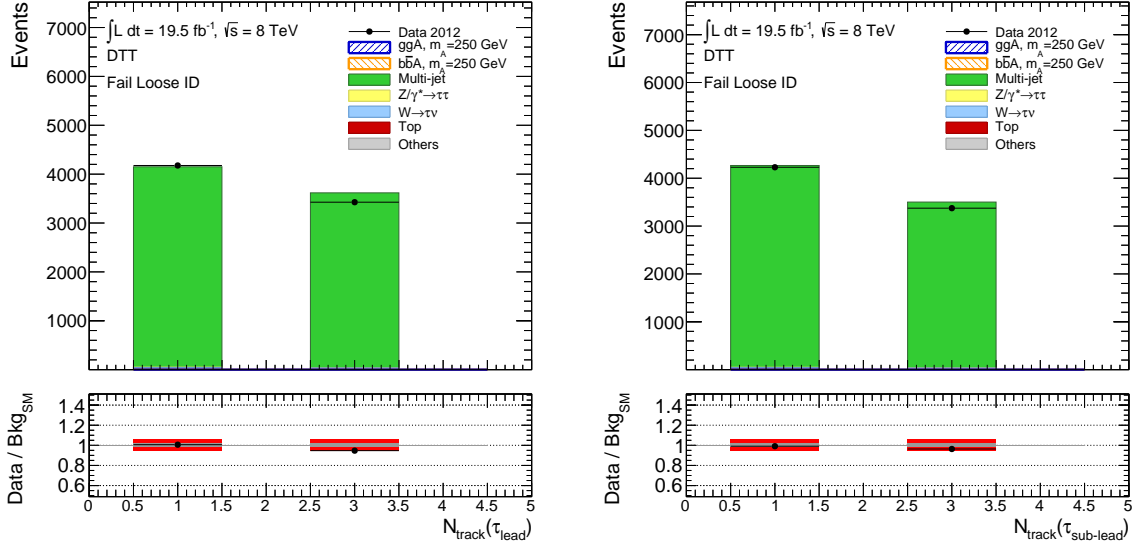 Events
7000
6000
5000
4000
3000
2000
1000
∫L dt = 19.5 fb⁻¹, √s = 8 TeV
DTT
Fail Loose ID
Data 2012
ggA, m_A=250 GeV
bb̄A, m_A=250 GeV
Multi-jet
Z/γ*→ττ
W→τν
Top
Others
Data / Bkg_SM
1.4
1.2
1
0.8
0.6
0 0.5 1 1.5 2 2.5 3 3.5 4 4.5 5
N_track(τ_lead)
Events
7000
6000
5000
4000
3000
2000
1000
∫L dt = 19.5 fb⁻¹, √s = 8 TeV
DTT
Fail Loose ID
Data 2012
ggA, m_A=250 GeV
bb̄A, m_A=250 GeV
Multi-jet
Z/γ*→ττ
W→τν
Top
Others
Data / Bkg_SM
1.4
1.2
1
0.8
0.6
0 0.5 1 1.5 2 2.5 3 3.5 4 4.5 5
N_track(τ_sub-lead)